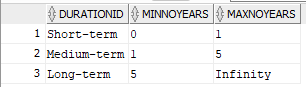 DURATIONID MINNOYEARS MAXNOYEARS
1 Short-term 0 1
2 Medium-term 1 5
3 Long-term 5 Infinity